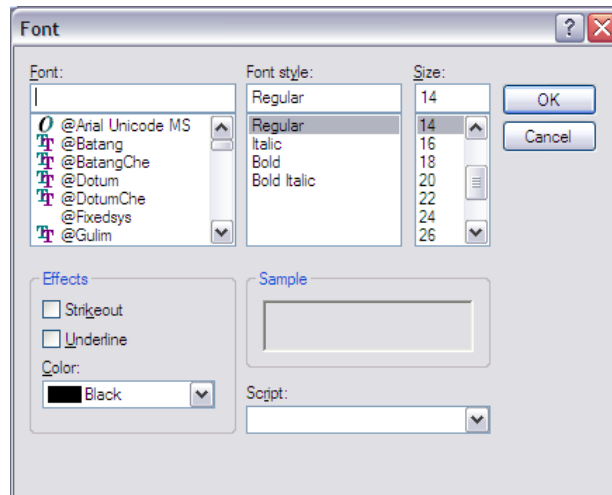 Font
Font:
@Arial Unicode MS
@Batang
@BatangChe
@Dotum
@DotumChe
@Fixedsys
@Gulim
Font style:
Regular
Regular
Italic
Bold
Bold Italic
Size:
14
14
16
18
20
22
24
26
OK
Cancel
Effects
Strikeout
Underline
Color:
Black
Sample
Script: